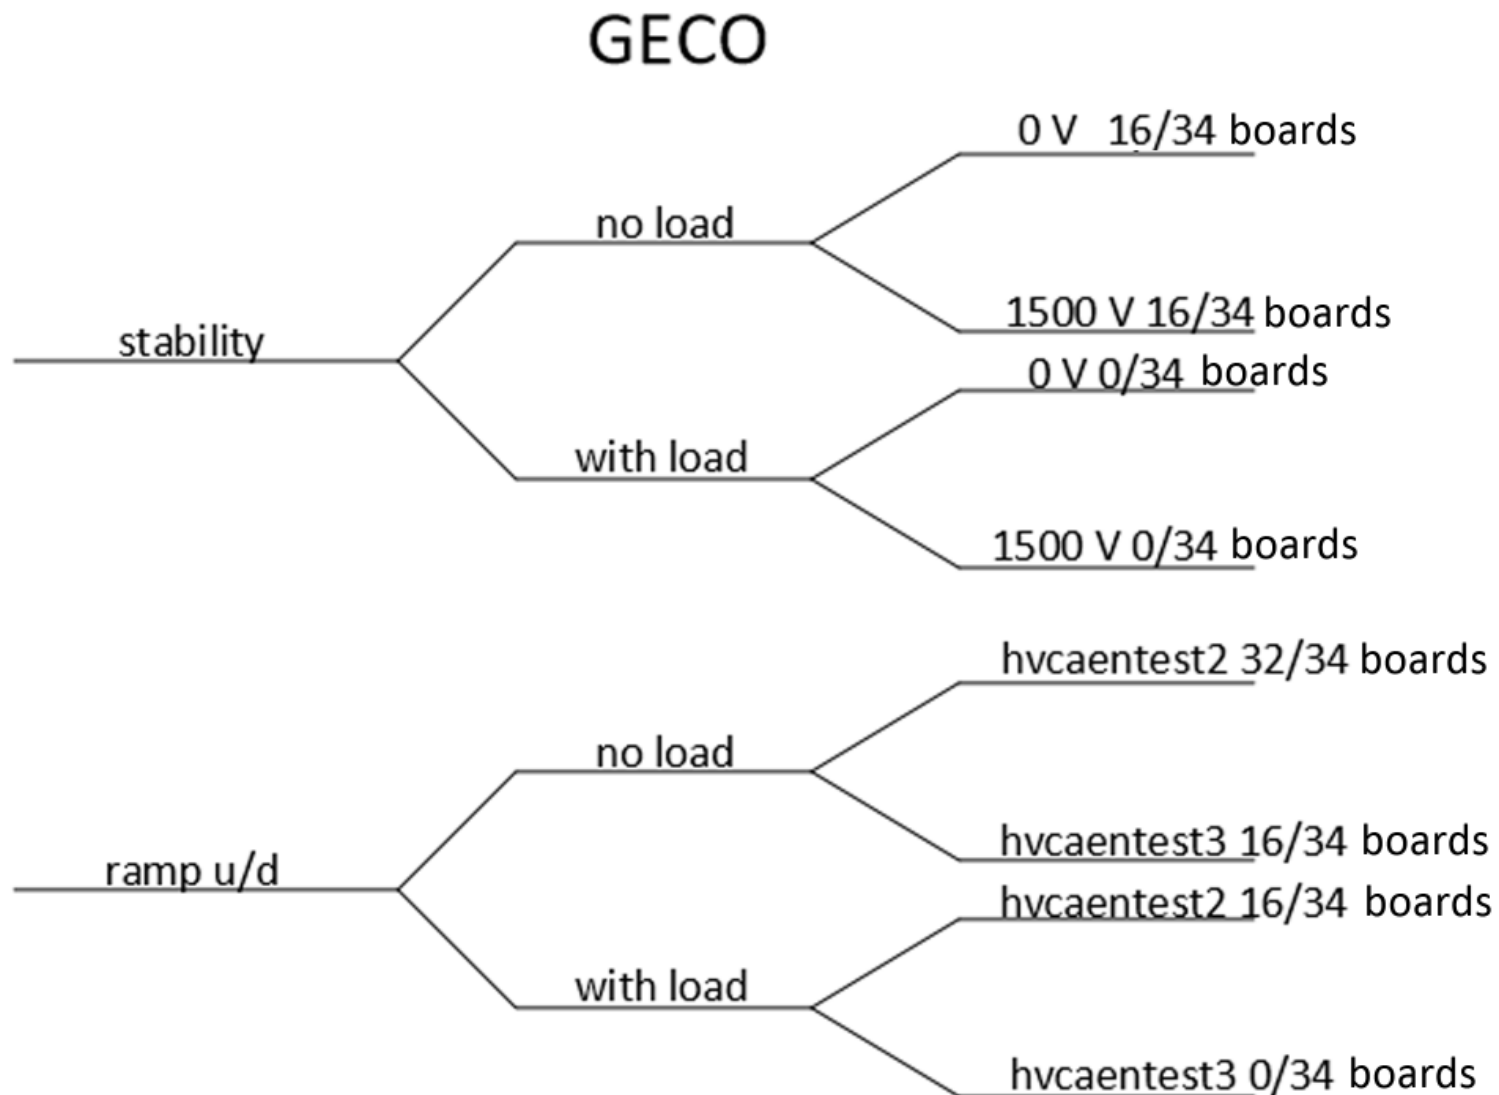 GECO
0 V 16/34 boards
no load
1500 V 16/34 boards
stability
0 V 0/34 boards
with load
1500 V 0/34 boards
hvcaentest2 32/34 boards
no load
hvcaentest3 16/34 boards
ramp u/d
hvcaentest2 16/34 boards
with load
hvcaentest3 0/34 boards